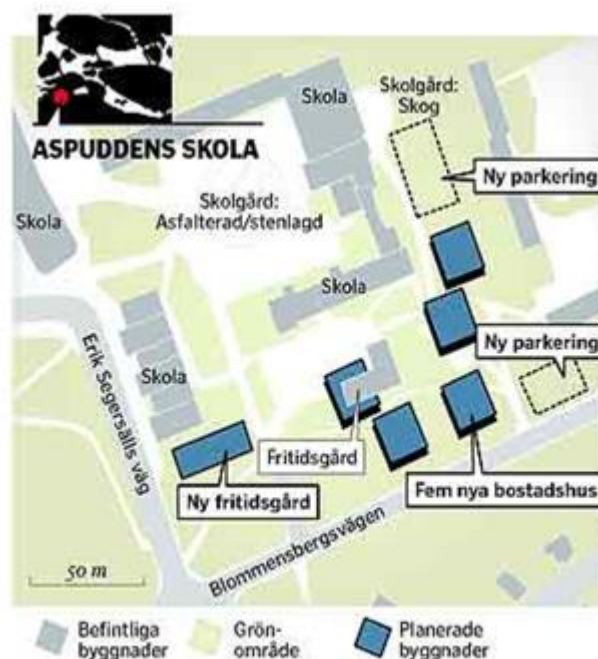 ASPUDDENS SKOLA
Skola
Skolgård:
Skog
Ny parkering
Skolgård:
Asfalterad/stenlagd
Skola
Skola
Erik Segersälls väg
Skola
Ny parkering
Fritidsgård
Ny fritidsgård
Fem nya bostadshus
Blommensbergsvägen
50 m
Befintliga
byggnader
Grön-
område
Planerade
byggnader